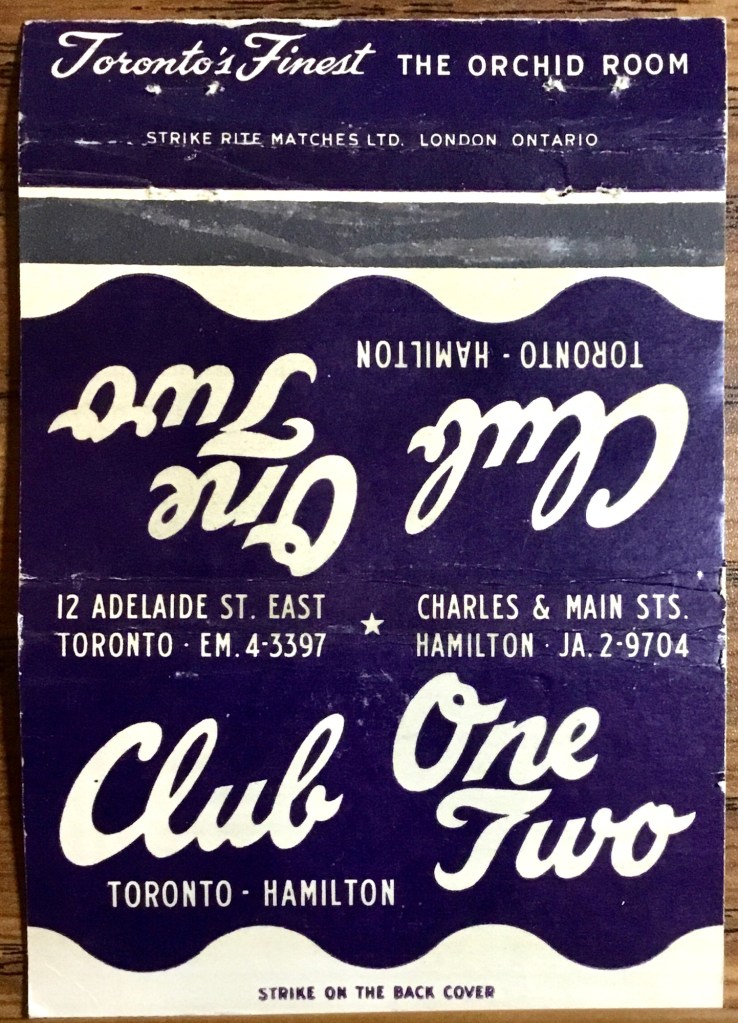 Toronto's Finest THE ORCHID ROOM
STRIKE RITE MATCHES LTD. LONDON ONTARIO
TORONTO - HAMILTON
Club One Two
12 ADELAIDE ST. EAST
TORONTO · EM. 4-3397
★
CHARLES & MAIN STS.
HAMILTON · JA. 2-9704
Club One Two
TORONTO - HAMILTON
STRIKE ON THE BACK COVER